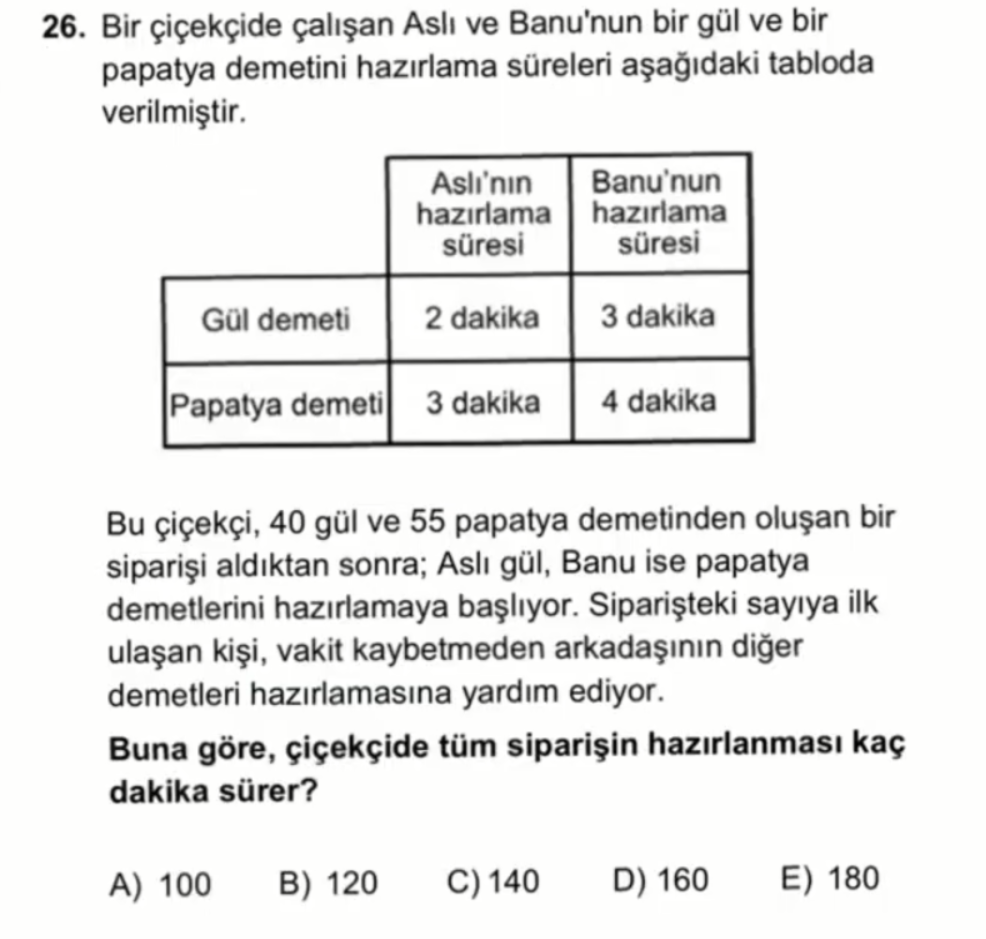 26. Bir çiçekçide çalışan Aslı ve Banu'nun bir gül ve bir
papatya demetini hazırlama süreleri aşağıdaki tabloda
verilmiştir.
Aslı'nın hazırlama süresi
Banu'nun hazırlama süresi
Gül demeti 2 dakika 3 dakika
Papatya demeti 3 dakika 4 dakika
Bu çiçekçi, 40 gül ve 55 papatya demetinden oluşan bir
siparişi aldıktan sonra; Aslı gül, Banu ise papatya
demetlerini hazırlamaya başlıyor. Siparişteki sayıya ilk
ulaşan kişi, vakit kaybetmeden arkadaşının diğer
demetleri hazırlamasına yardım ediyor.
Buna göre, çiçekçide tüm siparişin hazırlanması kaç
dakika sürer?
A) 100 B) 120 C) 140 D) 160 E) 180